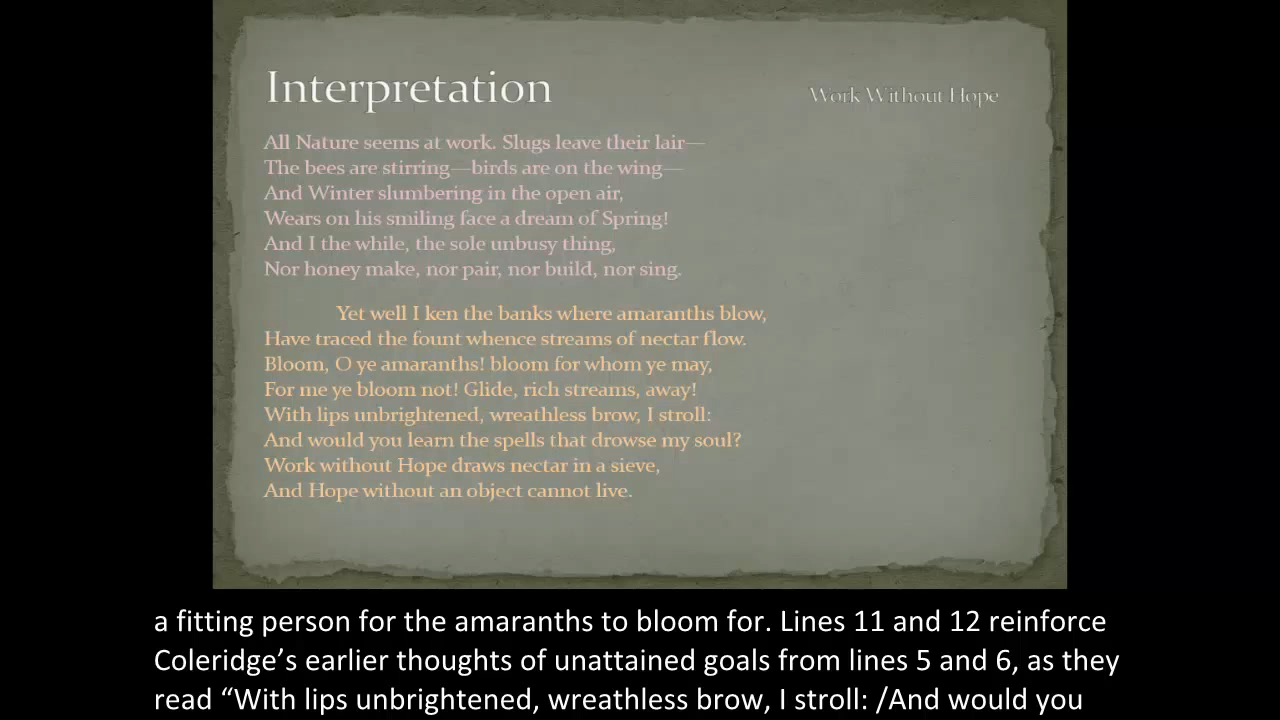 Interpretation
Work Without Hope
All Nature seems at work. Slugs leave their lair—
The bees are stirring—birds are on the wing—
And Winter slumbering in the open air,
Wears on his smiling face a dream of Spring!
And I the while, the sole unbusy thing,
Nor honey make, nor pair, nor build, nor sing.
Yet well I ken the banks where amaranths blow,
Have traced the fount whence streams of nectar flow.
Bloom, O ye amaranths! bloom for whom ye may,
For me ye bloom not! Glide, rich streams, away!
With lips unbrightened, wreathless brow, I stroll:
And would you learn the spells that drowse my soul?
Work without Hope draws nectar in a sieve,
And Hope without an object cannot live.
a fitting person for the amaranths to bloom for. Lines 11 and 12 reinforce
Coleridge’s earlier thoughts of unattained goals from lines 5 and 6, as they
read “With lips unbrightened, wreathless brow, I stroll: /And would you